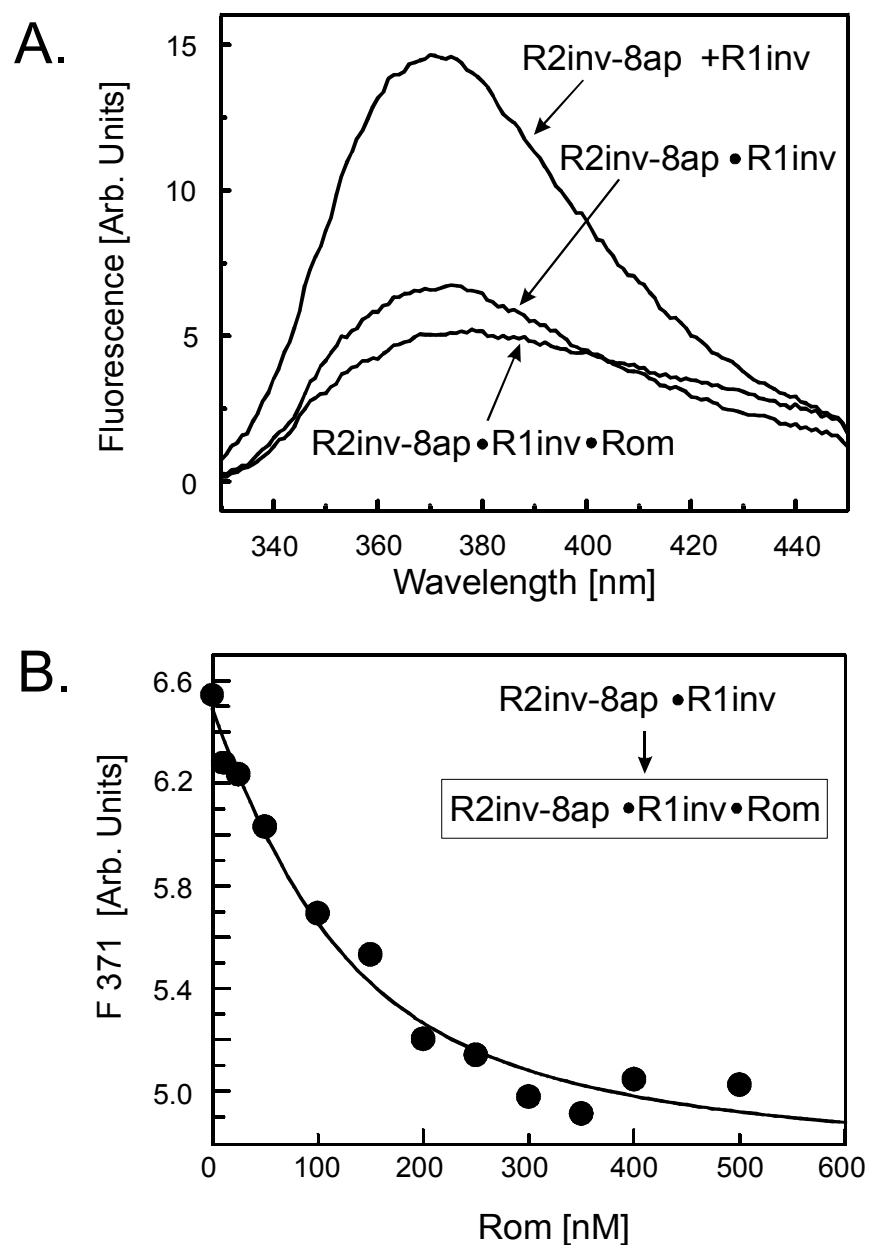 A.
Fluorescence [Arb. Units]
15
10
5
0
R2inv-8ap +R1inv
R2inv-8ap •R1inv
R2inv-8ap•R1inv•Rom
340 360 380 400 420 440
Wavelength [nm]
B.
F 371 [Arb. Units]
6.6
6.2
5.8
5.4
5.0
R2inv-8ap •R1inv
R2inv-8ap •R1inv•Rom
0 100 200 300 400 500 600
Rom [nM]